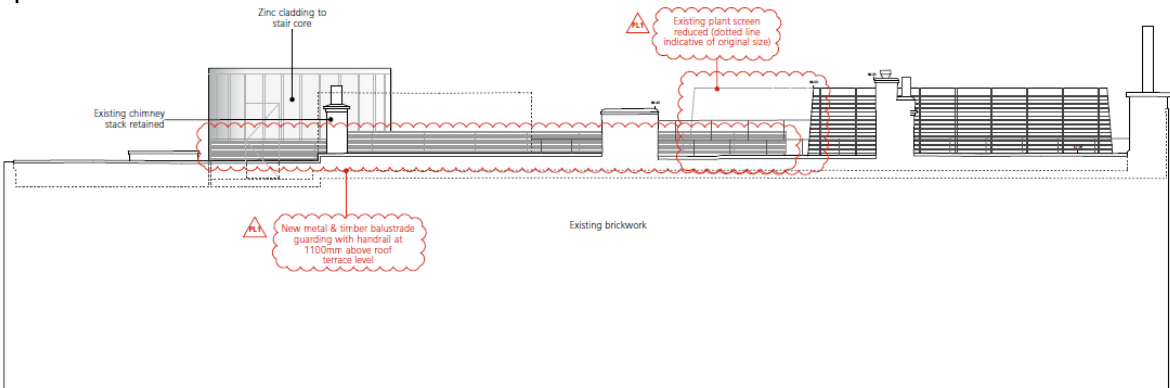 Zinc cladding to
stair core
PL1
Existing plant screen
reduced (dotted line
indicative of original size)
Existing chimney
stack retained
PL1
New metal & timber balustrade
guarding with handrail at
1100mm above roof
terrace level
Existing brickwork